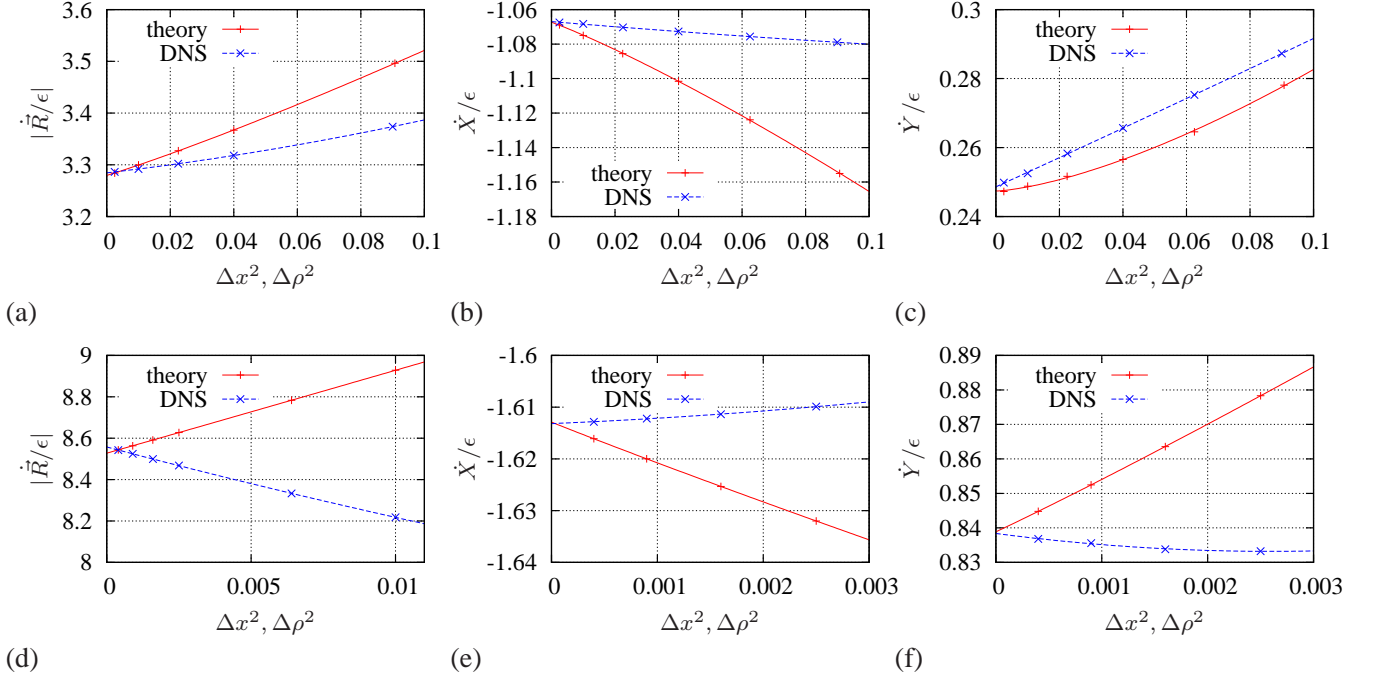 3.6
3.5
3.4
3.3
3.2
|Ṙ⃗/ϵ|
theory
DNS
0 0.02 0.04 0.06 0.08 0.1
Δx², Δρ²
(a)
-1.06
-1.08
-1.1
-1.12
-1.14
-1.16
-1.18
Ẋ/ϵ
theory
DNS
0 0.02 0.04 0.06 0.08 0.1
Δx², Δρ²
(b)
0.3
0.28
0.26
0.24
Ẏ/ϵ
theory
DNS
0 0.02 0.04 0.06 0.08 0.1
Δx², Δρ²
(c)
9
8.8
8.6
8.4
8.2
8
|Ṙ⃗/ϵ|
theory
DNS
0 0.005 0.01
Δx², Δρ²
(d)
-1.6
-1.61
-1.62
-1.63
-1.64
Ẋ/ϵ
theory
DNS
0 0.001 0.002 0.003
Δx², Δρ²
(e)
0.89
0.88
0.87
0.86
0.85
0.84
0.83
Ẏ/ϵ
theory
DNS
0 0.001 0.002 0.003
Δx², Δρ²
(f)